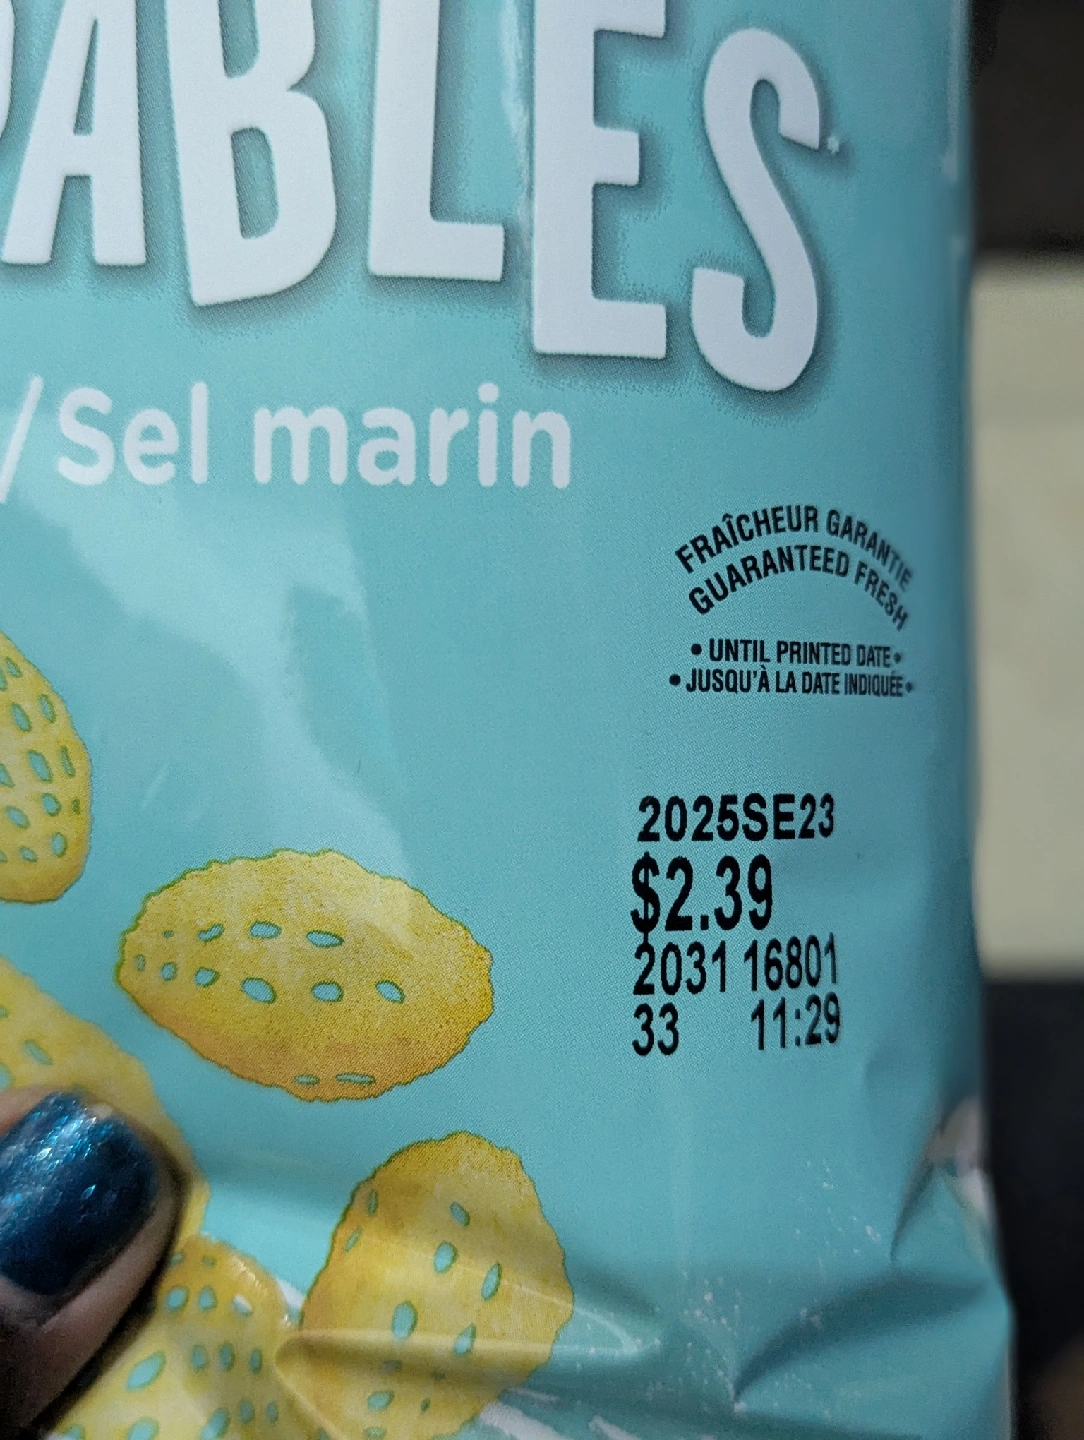 ABLES
/Sel marin
FRAÎCHEUR GARANTIE
GUARANTEED FRESH
• UNTIL PRINTED DATE •
• JUSQU'À LA DATE INDIQUÉE •
2025SE23
$2.39
2031 16801
33 11:29